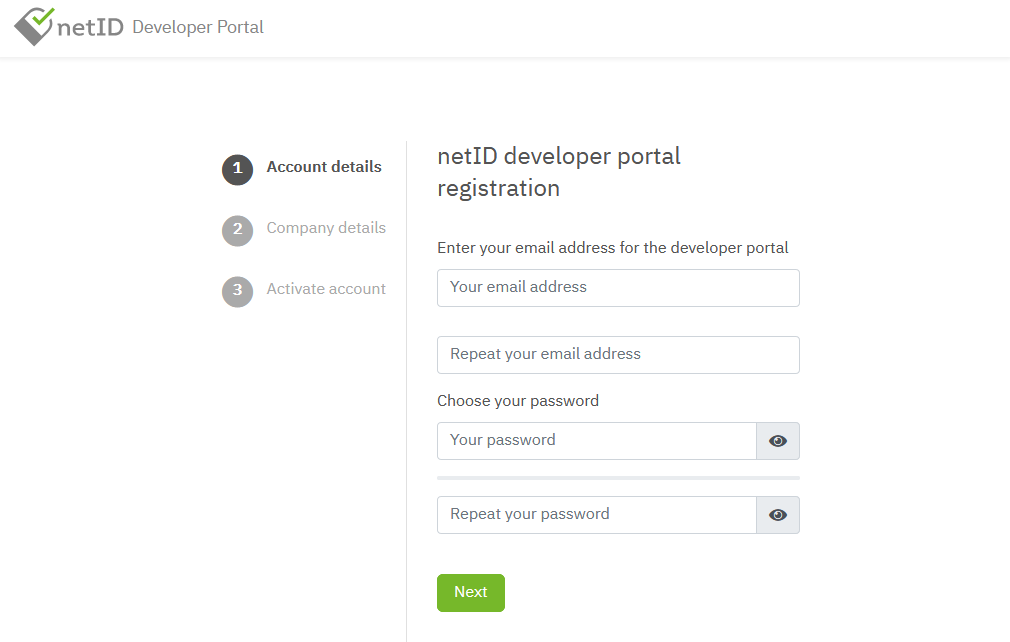 netID Developer Portal
1 Account details
2 Company details
3 Activate account
netID developer portal
registration
Enter your email address for the developer portal
Your email address
Repeat your email address
Choose your password
Your password
Repeat your password
Next